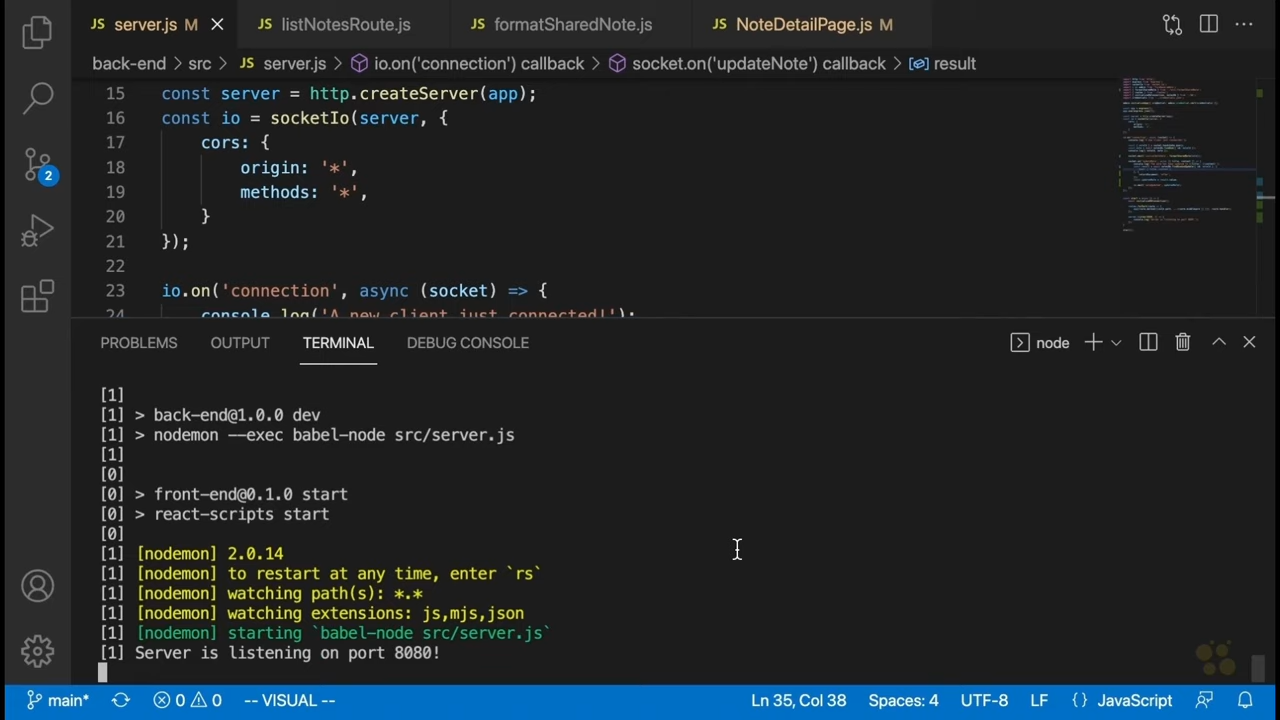 JS server.js M
JS listNotesRoute.js
JS formatSharedNote.js
JS NoteDetailPage.js M
back-end > src > JS server.js > io.on('connection') callback > socket.on('updateNote') callback > result
15 const server = http.createServer(app);
16 const io = socketIo(server, {
17 cors: {
18 origin: '*',
19 methods: '*',
20 }
21 });
22
23 io.on('connection', async (socket) => {
24 console.log('A new client just connected!');
2
PROBLEMS OUTPUT TERMINAL DEBUG CONSOLE node
[1]
[1] > back-end@1.0.0 dev
[1] > nodemon --exec babel-node src/server.js
[1]
[0]
[0] > front-end@0.1.0 start
[0] > react-scripts start
[0]
[1] [nodemon] 2.0.14
[1] [nodemon] to restart at any time, enter `rs`
[1] [nodemon] watching path(s): *.*
[1] [nodemon] watching extensions: js,mjs,json
[1] [nodemon] starting `babel-node src/server.js`
[1] Server is listening on port 8080!
main* 0 0 -- VISUAL -- Ln 35, Col 38 Spaces: 4 UTF-8 LF {} JavaScript